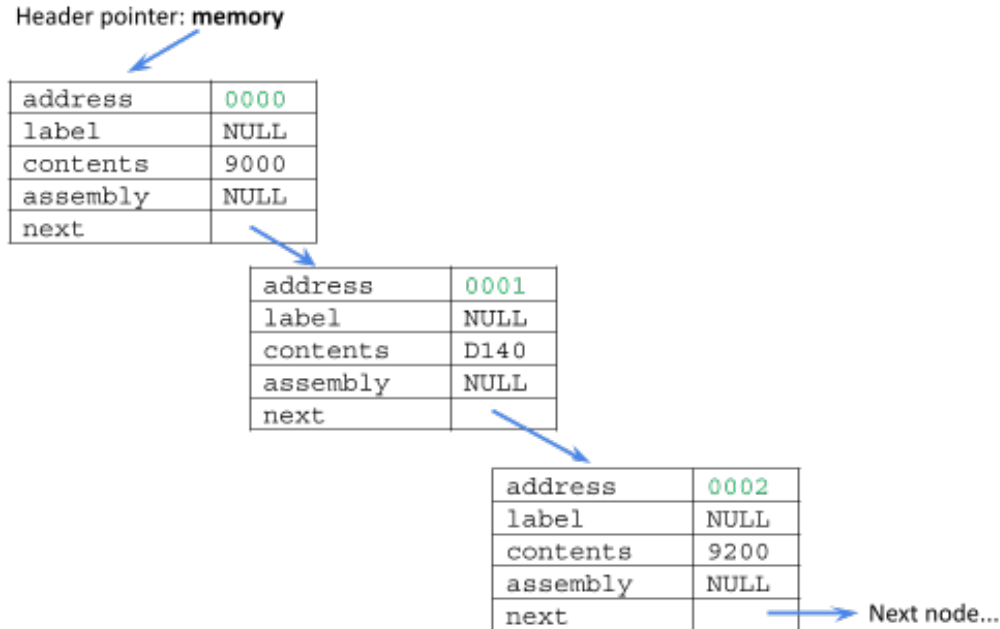 Header pointer: memory
address 0000
label NULL
contents 9000
assembly NULL
next
address 0001
label NULL
contents D140
assembly NULL
next
address 0002
label NULL
contents 9200
assembly NULL
next
Next node...